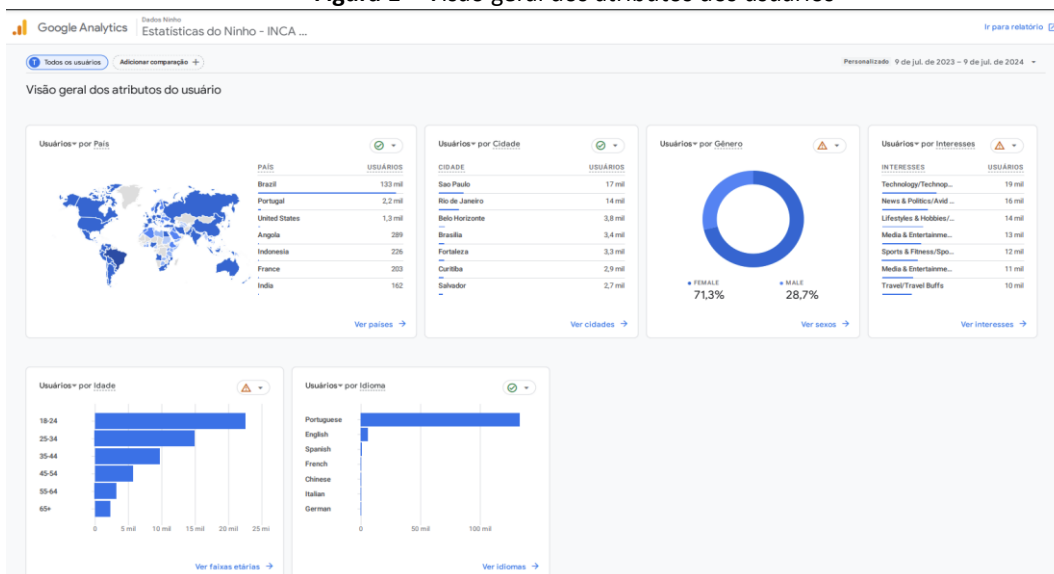 Google Analytics
Dados Ninho
Estatísticas do Ninho - INCA ...
Ir para relatório
T Todos os usuários
Adicionar comparação +
Personalizado 9 de jul. de 2023 – 9 de jul. de 2024
Visão geral dos atributos do usuário
Usuários por País
PAÍS USUÁRIOS
Brazil 133 mil
Portugal 2,2 mil
United States 1,3 mil
Angola 289
Indonesia 226
France 203
India 162
Ver países →
Usuários por Cidade
CIDADE USUÁRIOS
Sao Paulo 17 mil
Rio de Janeiro 14 mil
Belo Horizonte 3,8 mil
Brasilia 3,4 mil
Fortaleza 3,3 mil
Curitiba 2,9 mil
Salvador 2,7 mil
Ver cidades →
Usuários por Gênero
FEMALE MALE
71,3% 28,7%
Ver sexos →
Usuários por Interesses
INTERESSES USUÁRIOS
Technology/Technop... 19 mil
News & Politics/Avid ... 16 mil
Lifestyles & Hobbies/... 14 mil
Media & Entertainme... 13 mil
Sports & Fitness/Spo... 12 mil
Media & Entertainme... 11 mil
Travel/Travel Buffs 10 mil
Ver interesses →
Usuários por Idade
18-24
25-34
35-44
45-54
55-64
65+
0 5 mil 10 mil 15 mil 20 mil 25 mi
Ver faixas etárias →
Usuários por Idioma
Portuguese
English
Spanish
French
Chinese
Italian
German
0 50 mil 100 mil
Ver idiomas →